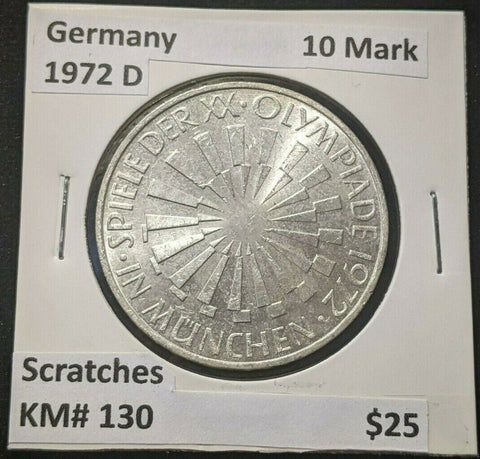 Germany 10 Mark
1972 D
· SPIELE DER XX · OLYMPIADE 1972 · IN MÜNCHEN
Scratches
KM# 130 $25